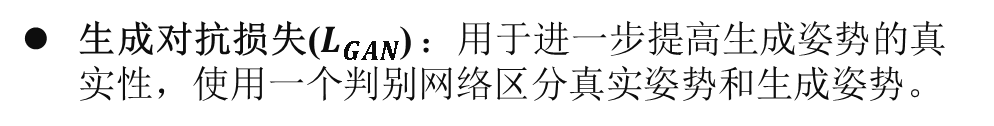 ● 生成对抗损失(L_GAN)：用于进一步提高生成姿势的真
实性，使用一个判别网络区分真实姿势和生成姿势。